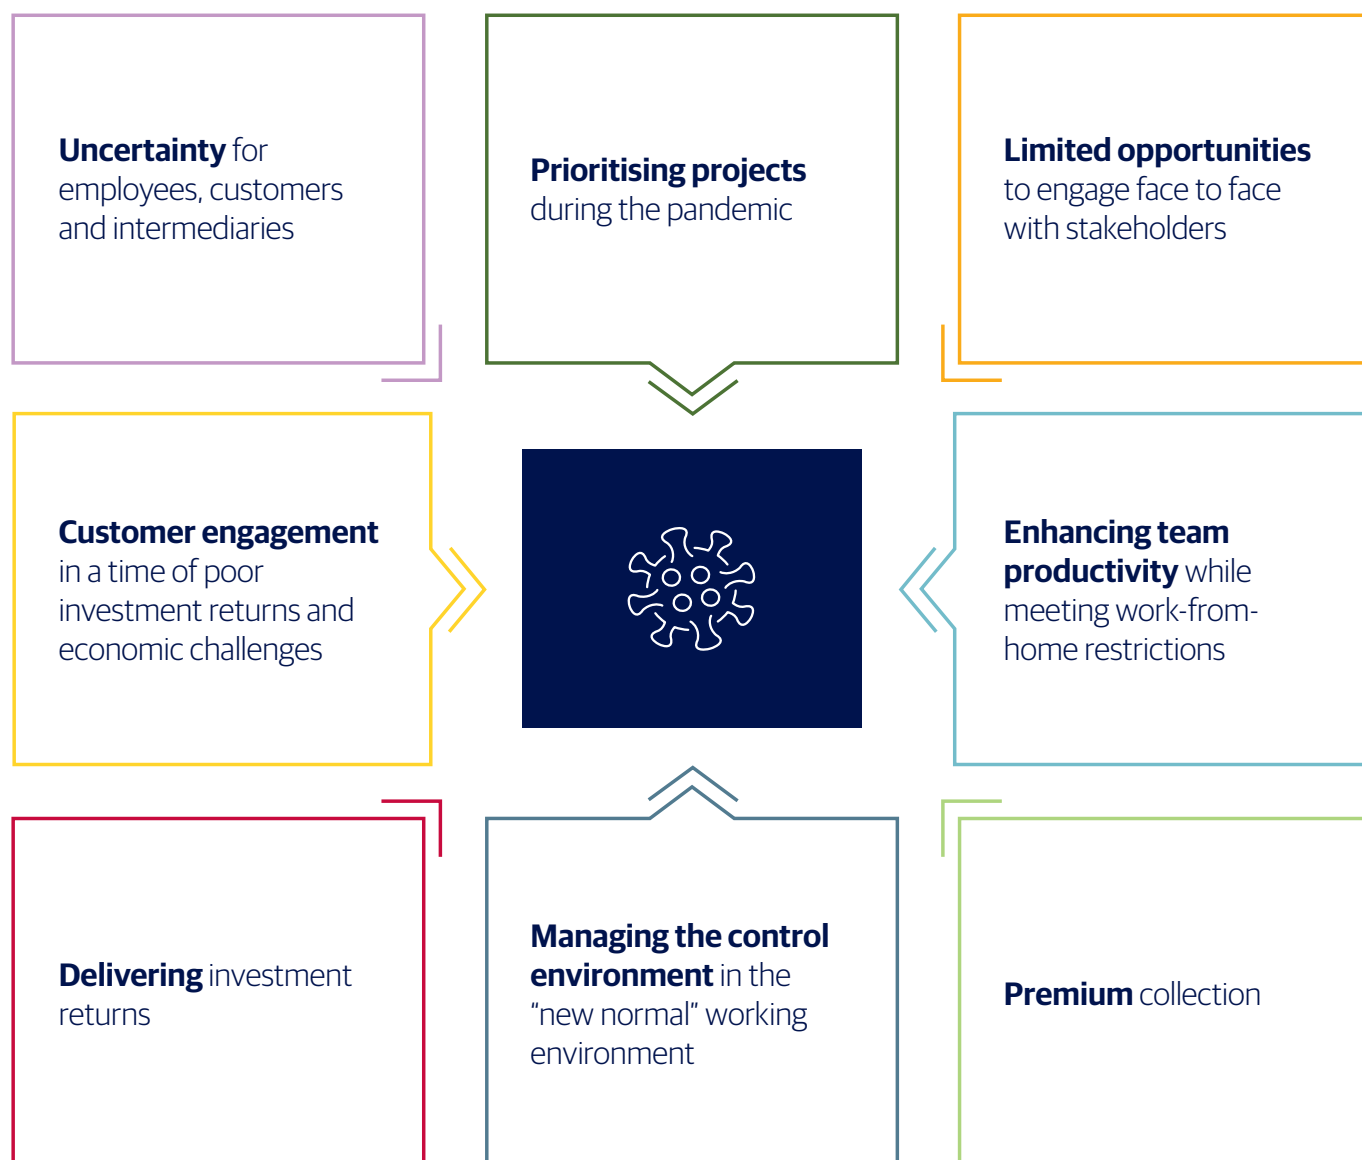 Uncertainty for
employees, customers
and intermediaries
Prioritising projects
during the pandemic
Limited opportunities
to engage face to face
with stakeholders
Customer engagement
in a time of poor
investment returns and
economic challenges
Enhancing team
productivity while
meeting work-from-
home restrictions
Delivering investment
returns
Managing the control
environment in the
“new normal” working
environment
Premium collection